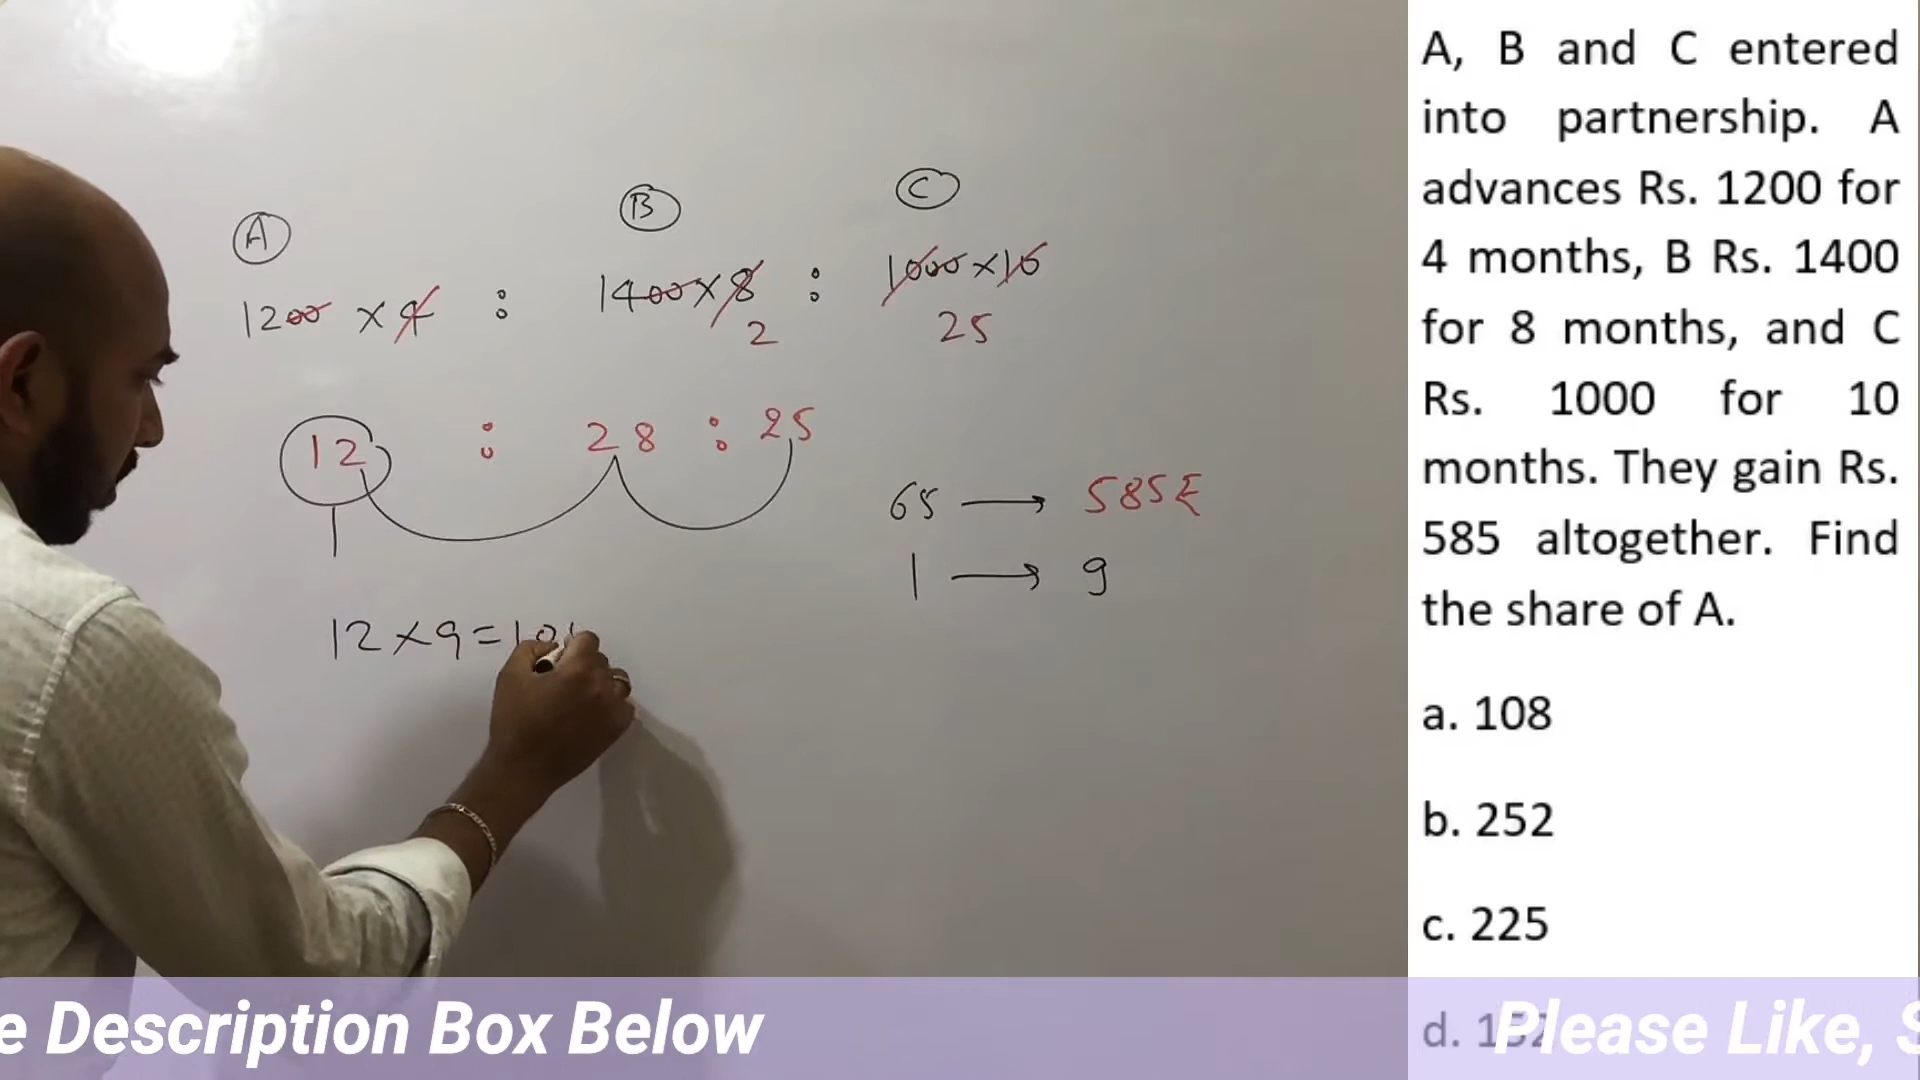 A
B
C
1200 × 4 : 1400 × 8 : 1000 × 10
2
25
12 : 28 : 25
65 → 585₹
1 → 9
12 × 9 =
A, B and C entered
into partnership. A
advances Rs. 1200 for
4 months, B Rs. 1400
for 8 months, and C
Rs. 1000 for 10
months. They gain Rs.
585 altogether. Find
the share of A.
a. 108
b. 252
c. 225
d.
e Description Box Below
Please Like, S